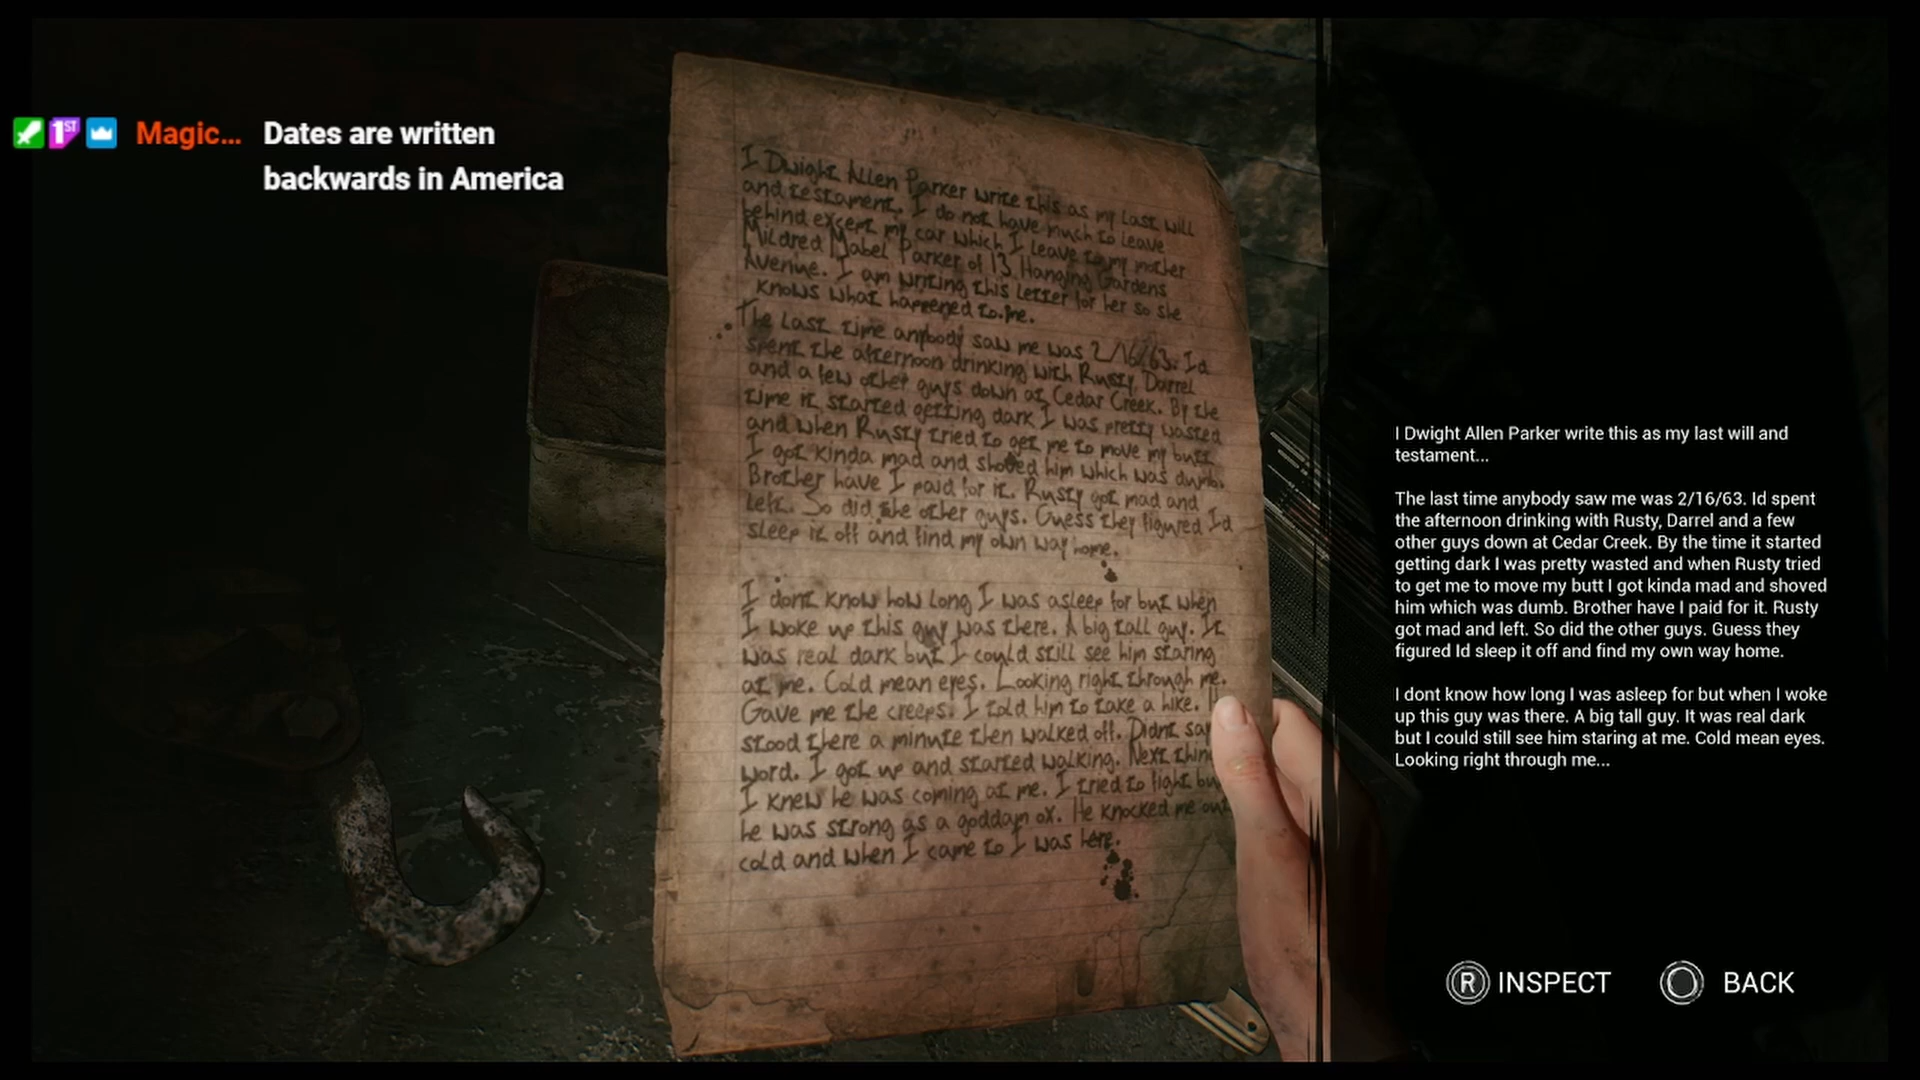 1ST Magic... Dates are written
backwards in America
I Dwight Allen Parker write this as my last will
and testament. I do not have much to leave
behind except my car which I leave to my mother
Mildred Mabel Parker of 13 Hanging Gardens
Avenue. I am writing this letter for her so she
knows what happened to me.
The last time anybody saw me was 2/16/63. Id
spent the afternoon drinking with Rusty, Darrel
and a few other guys down at Cedar Creek. By the
time it started getting dark I was pretty wasted
and when Rusty tried to get me to move my butt
I got kinda mad and shoved him which was dumb.
Brother have I paid for it. Rusty got mad and
left. So did the other guys. Guess they figured Id
sleep it off and find my own way home.
I dont know how long I was asleep for but when
I woke up this guy was there. A big tall guy. It
was real dark but I could still see him staring
at me. Cold mean eyes. Looking right through me.
Gave me the creeps. I told him to take a hike.
stood there a minute then walked off. Didnt say
word. I got up and started walking. Next thin
I knew he was coming at me. I tried to fight bu
he was strong as a goddam ox. He knocked me out
cold and when I came to I was here.
I Dwight Allen Parker write this as my last will and
testament...
The last time anybody saw me was 2/16/63. Id spent
the afternoon drinking with Rusty, Darrel and a few
other guys down at Cedar Creek. By the time it started
getting dark I was pretty wasted and when Rusty tried
to get me to move my butt I got kinda mad and shoved
him which was dumb. Brother have I paid for it. Rusty
got mad and left. So did the other guys. Guess they
figured Id sleep it off and find my own way home.
I dont know how long I was asleep for but when I woke
up this guy was there. A big tall guy. It was real dark
but I could still see him staring at me. Cold mean eyes.
Looking right through me...
R INSPECT
BACK